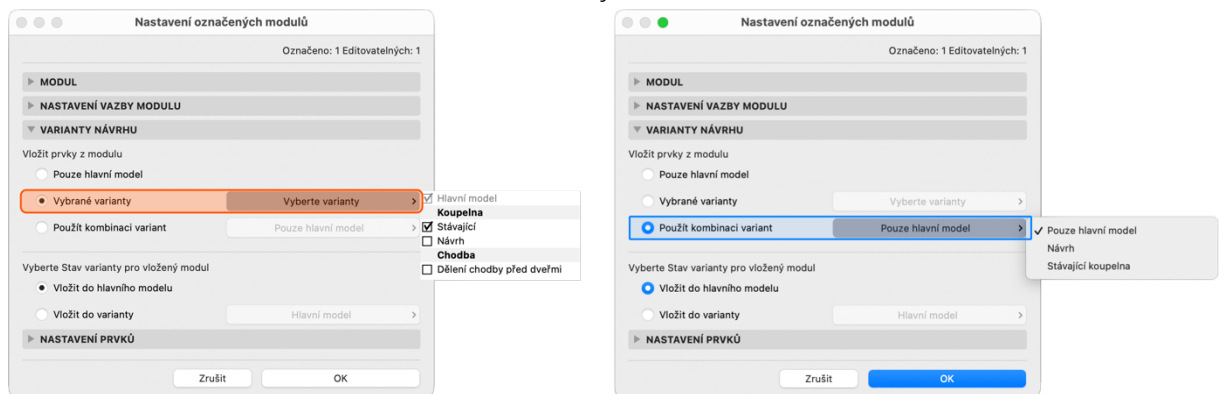 Nastavení označených modulů
Označeno: 1 Editovatelných: 1
MODUL
NASTAVENÍ VAZBY MODULU
VARIANTY NÁVRHU
Vložit prvky z modulu
Pouze hlavní model
Vybrané varianty Vyberte varianty
Použít kombinaci variant Pouze hlavní model
Hlavní model
Koupelna
Stávající
Návrh
Chodba
Dělení chodby před dveřmi
Vyberte Stav varianty pro vložený modul
Vložit do hlavního modelu
Vložit do varianty Hlavní model
NASTAVENÍ PRVKŮ
Zrušit OK
Nastavení označených modulů
Označeno: 1 Editovatelných: 1
MODUL
NASTAVENÍ VAZBY MODULU
VARIANTY NÁVRHU
Vložit prvky z modulu
Pouze hlavní model
Vybrané varianty Vyberte varianty
Použít kombinaci variant Pouze hlavní model
Pouze hlavní model
Návrh
Stávající koupelna
Vyberte Stav varianty pro vložený modul
Vložit do hlavního modelu
Vložit do varianty Hlavní model
NASTAVENÍ PRVKŮ
Zrušit OK